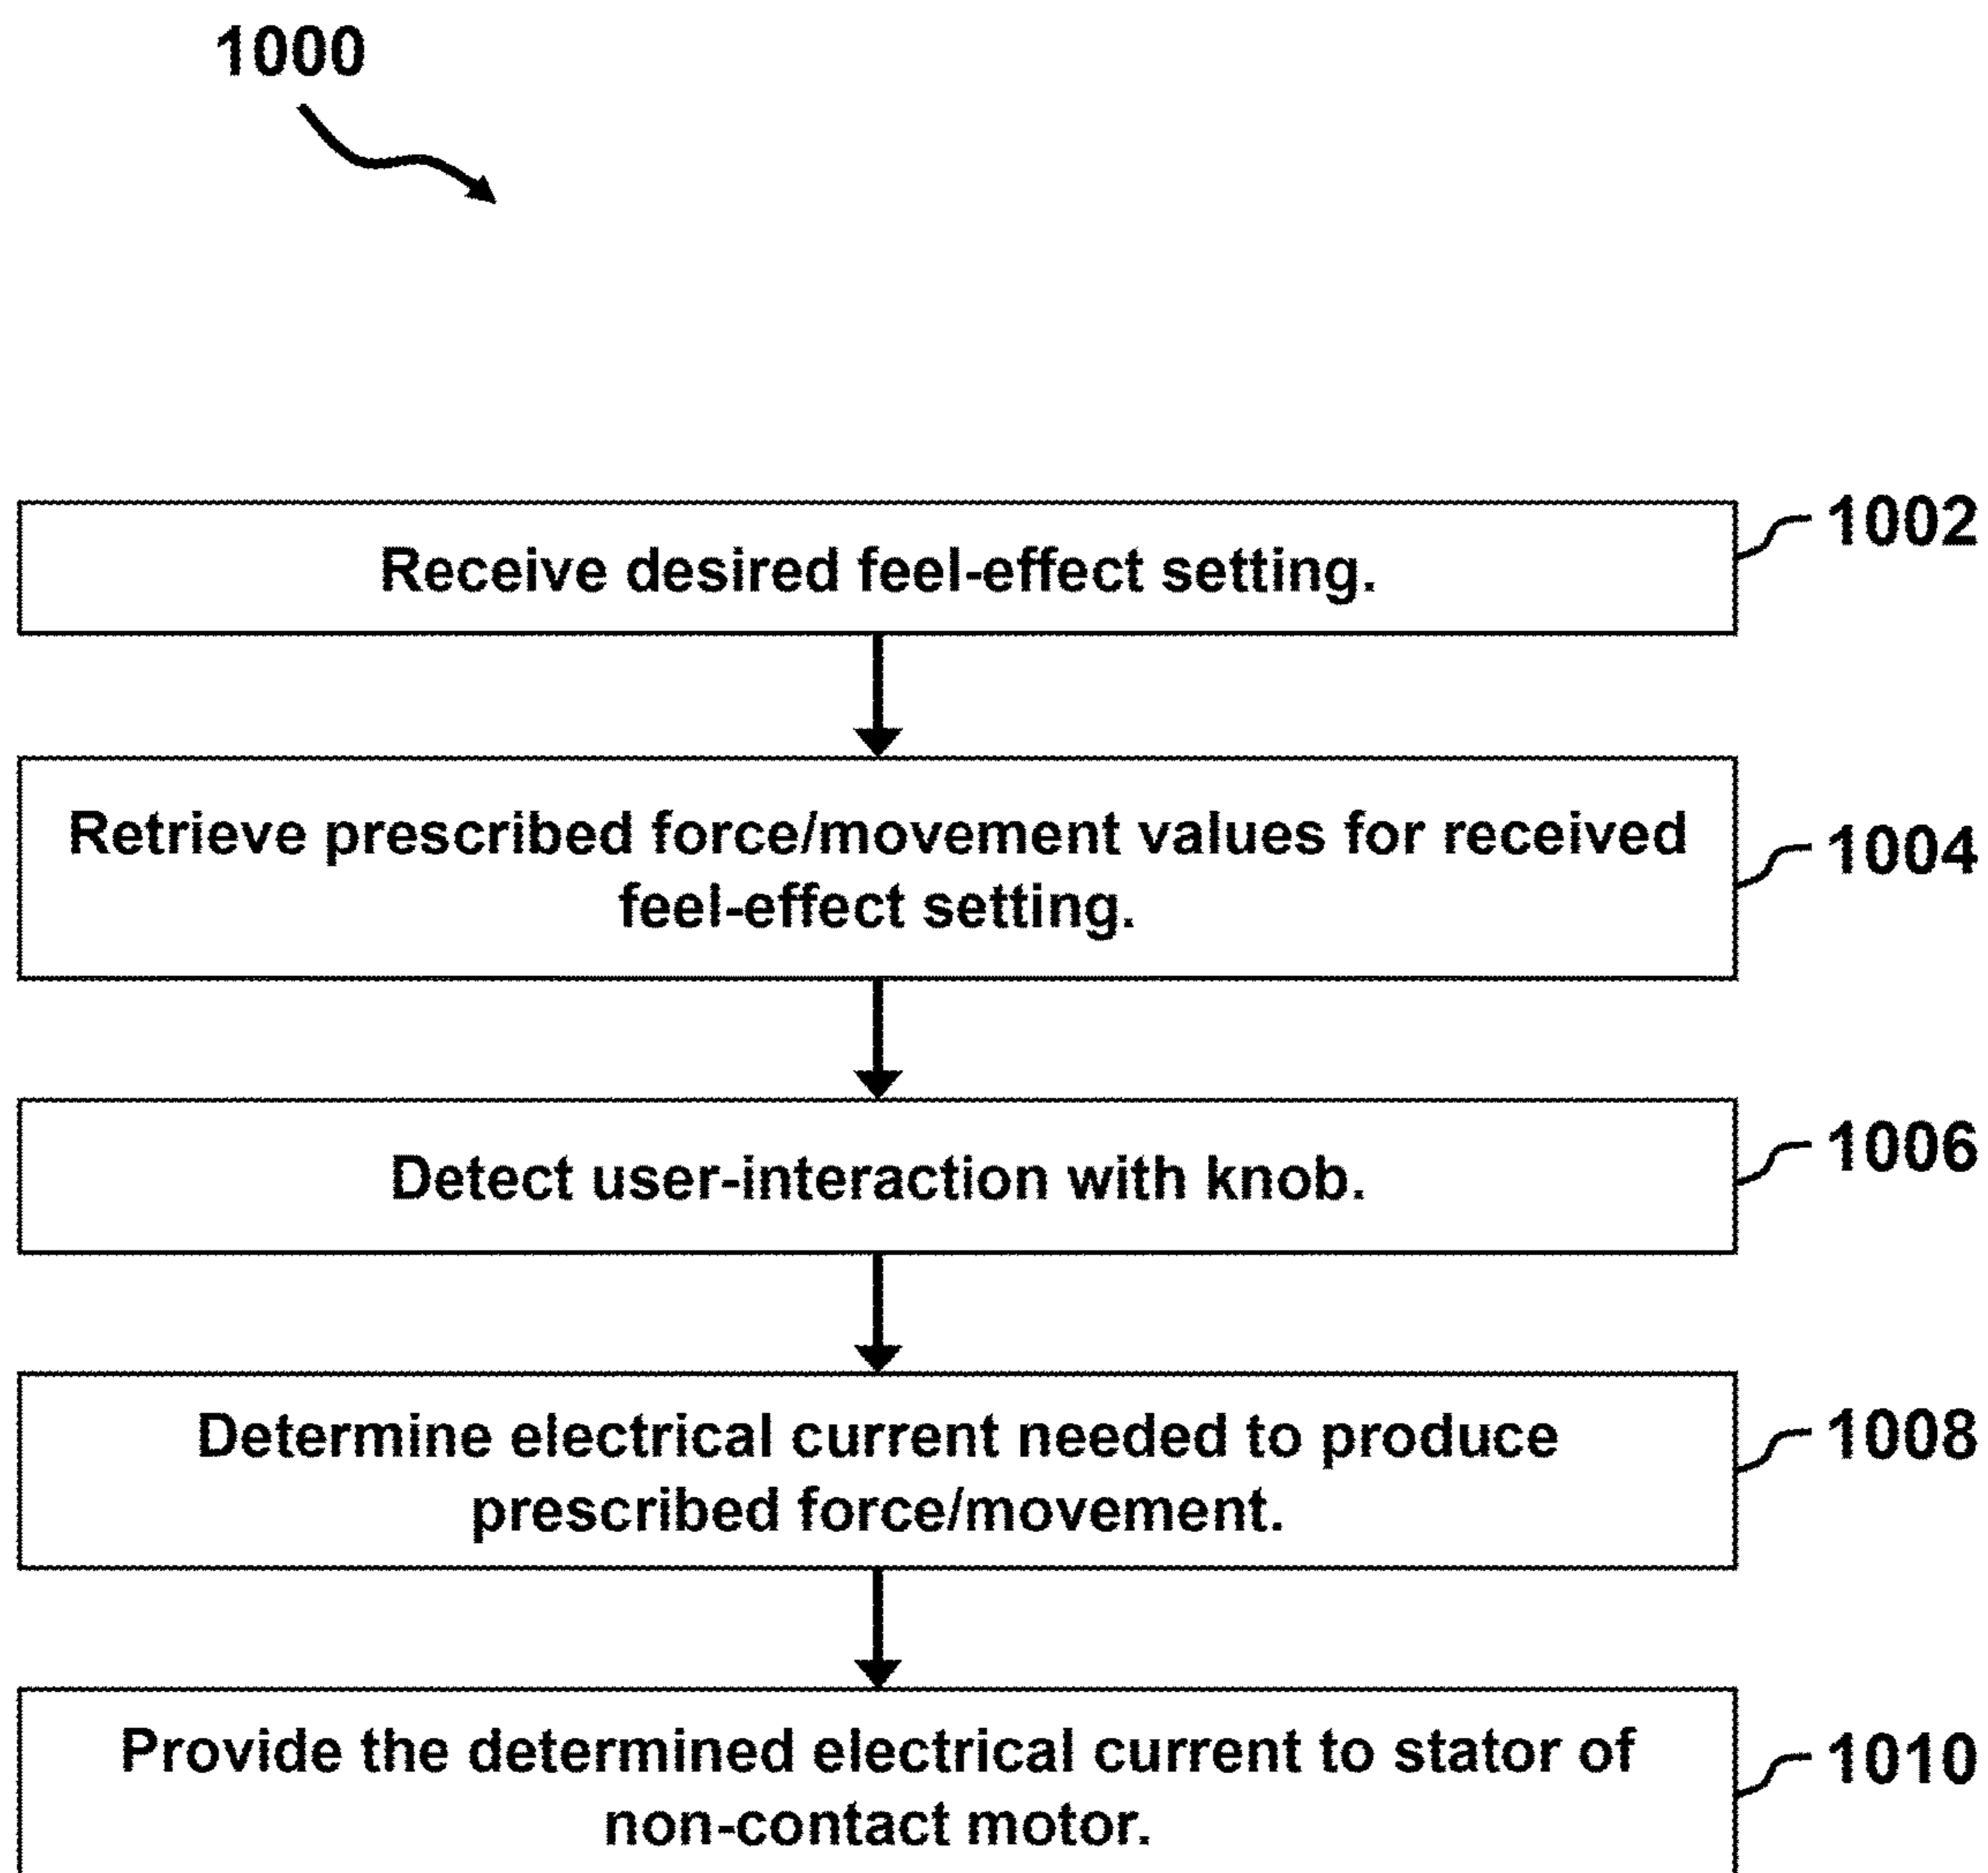 1000
Receive desired feel-effect setting.
1002
Retrieve prescribed force/movement values for received
feel-effect setting.
1004
Detect user-interaction with knob.
1006
Determine electrical current needed to produce
prescribed force/movement.
1008
Provide the determined electrical current to stator of
non-contact motor.
1010